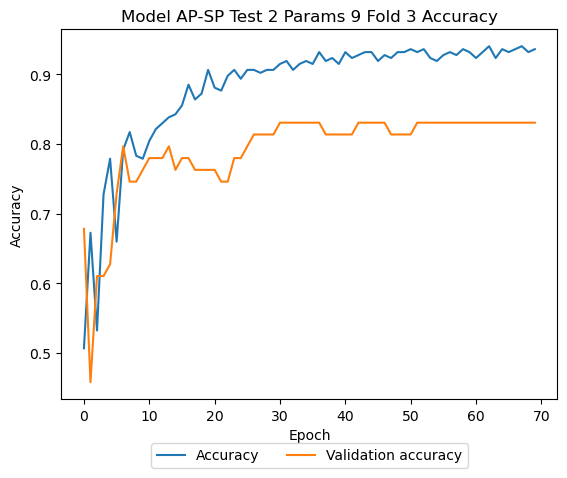 Model AP-SP Test 2 Params 9 Fold 3 Accuracy
Accuracy
0.9
0.8
0.7
0.6
0.5
0 10 20 30 40 50 60 70
Epoch
Accuracy Validation accuracy